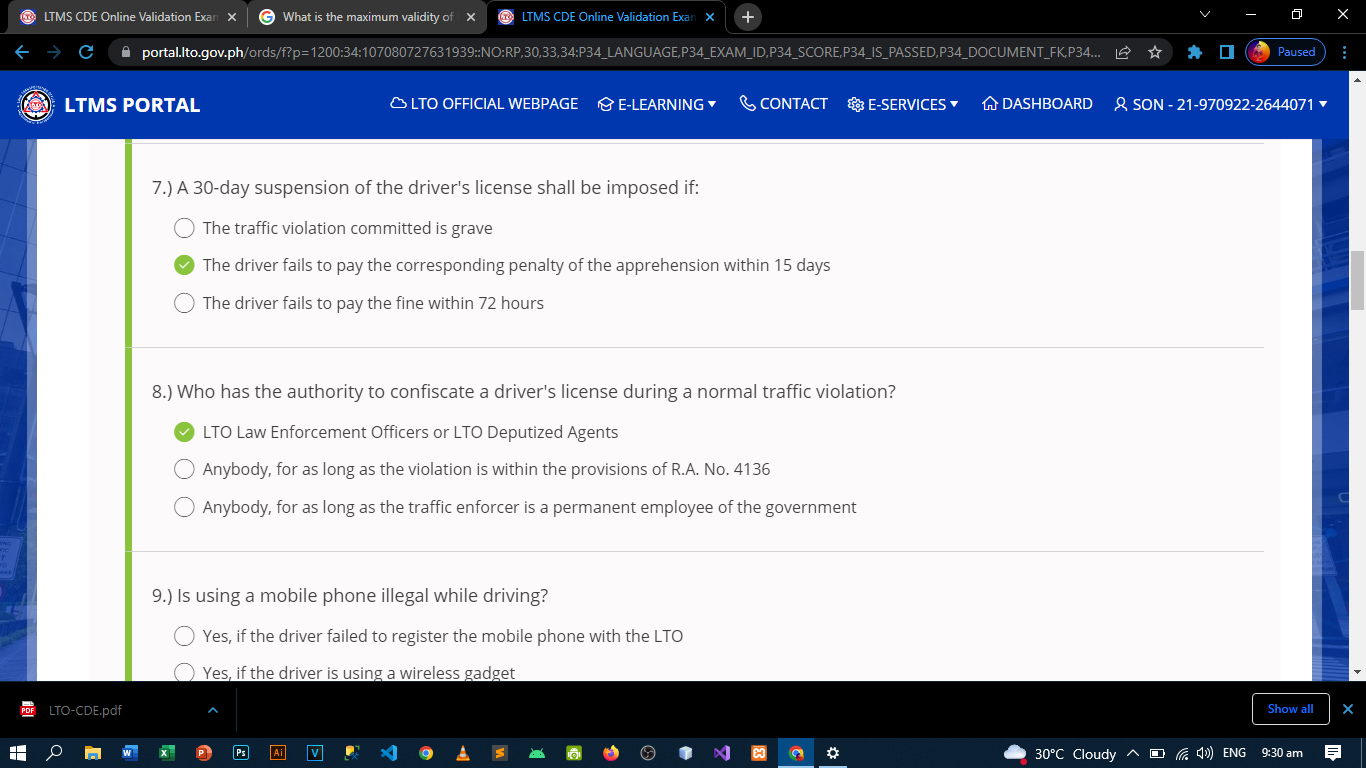 LTMS CDE Online Validation Exan
What is the maximum validity of
LTMS CDE Online Validation Exan
portal.lto.gov.ph/ords/f?p=1200:34:107080727631939::NO:RP,30,33,34:P34_LANGUAGE,P34_EXAM_ID,P34_SCORE,P34_IS_PASSED,P34_DOCUMENT_FK,P34...
Paused
LTMS PORTAL
LTO OFFICIAL WEBPAGE
E-LEARNING
CONTACT
E-SERVICES
DASHBOARD
SON - 21-970922-2644071
7.) A 30-day suspension of the driver's license shall be imposed if:
The traffic violation committed is grave
The driver fails to pay the corresponding penalty of the apprehension within 15 days
The driver fails to pay the fine within 72 hours
8.) Who has the authority to confiscate a driver's license during a normal traffic violation?
LTO Law Enforcement Officers or LTO Deputized Agents
Anybody, for as long as the violation is within the provisions of R.A. No. 4136
Anybody, for as long as the traffic enforcer is a permanent employee of the government
9.) Is using a mobile phone illegal while driving?
Yes, if the driver failed to register the mobile phone with the LTO
Yes, if the driver is using a wireless gadget
PDF
LTO-CDE.pdf
Show all
30°C Cloudy
ENG
9:30 am